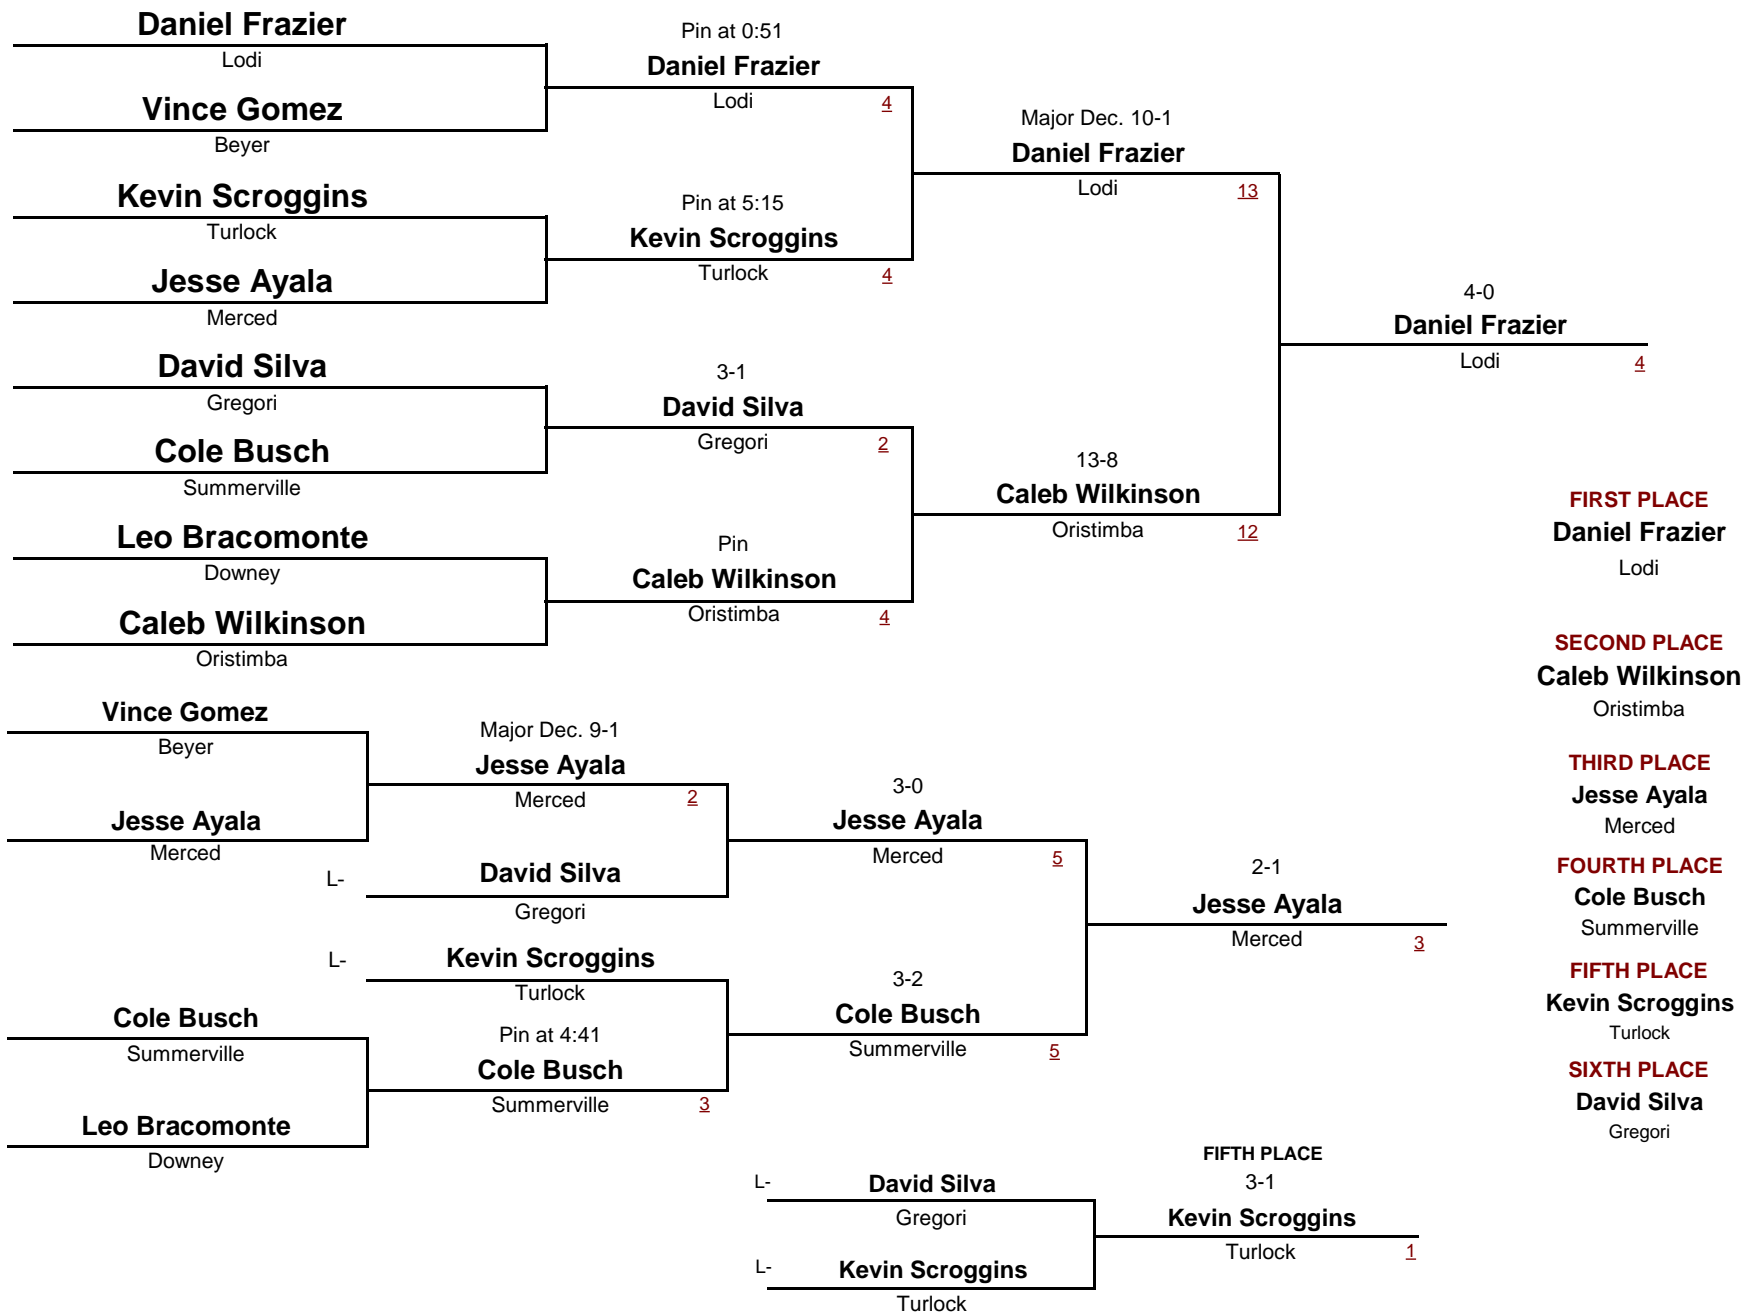 Daniel Frazier
Lodi
Vince Gomez
Beyer
Kevin Scroggins
Turlock
Jesse Ayala
Merced
David Silva
Gregori
Cole Busch
Summerville
Leo Bracomonte
Downey
Caleb Wilkinson
Oristimba
Pin at 0:51
Daniel Frazier
Lodi 4
Pin at 5:15
Kevin Scroggins
Turlock 4
3-1
David Silva
Gregori 2
Pin
Caleb Wilkinson
Oristimba 4
Major Dec. 10-1
Daniel Frazier
Lodi 13
13-8
Caleb Wilkinson
Oristimba 12
4-0
Daniel Frazier
Lodi 4
Vince Gomez
Beyer
Jesse Ayala
Merced
Cole Busch
Summerville
Leo Bracomonte
Downey
Major Dec. 9-1
Jesse Ayala
Merced 2
L- David Silva
Gregori
L- Kevin Scroggins
Turlock
Pin at 4:41
Cole Busch
Summerville 3
3-0
Jesse Ayala
Merced 5
3-2
Cole Busch
Summerville 5
2-1
Jesse Ayala
Merced 3
L- David Silva
Gregori
L- Kevin Scroggins
Turlock
FIFTH PLACE
3-1
Kevin Scroggins
Turlock 1
FIRST PLACE
Daniel Frazier
Lodi
SECOND PLACE
Caleb Wilkinson
Oristimba
THIRD PLACE
Jesse Ayala
Merced
FOURTH PLACE
Cole Busch
Summerville
FIFTH PLACE
Kevin Scroggins
Turlock
SIXTH PLACE
David Silva
Gregori